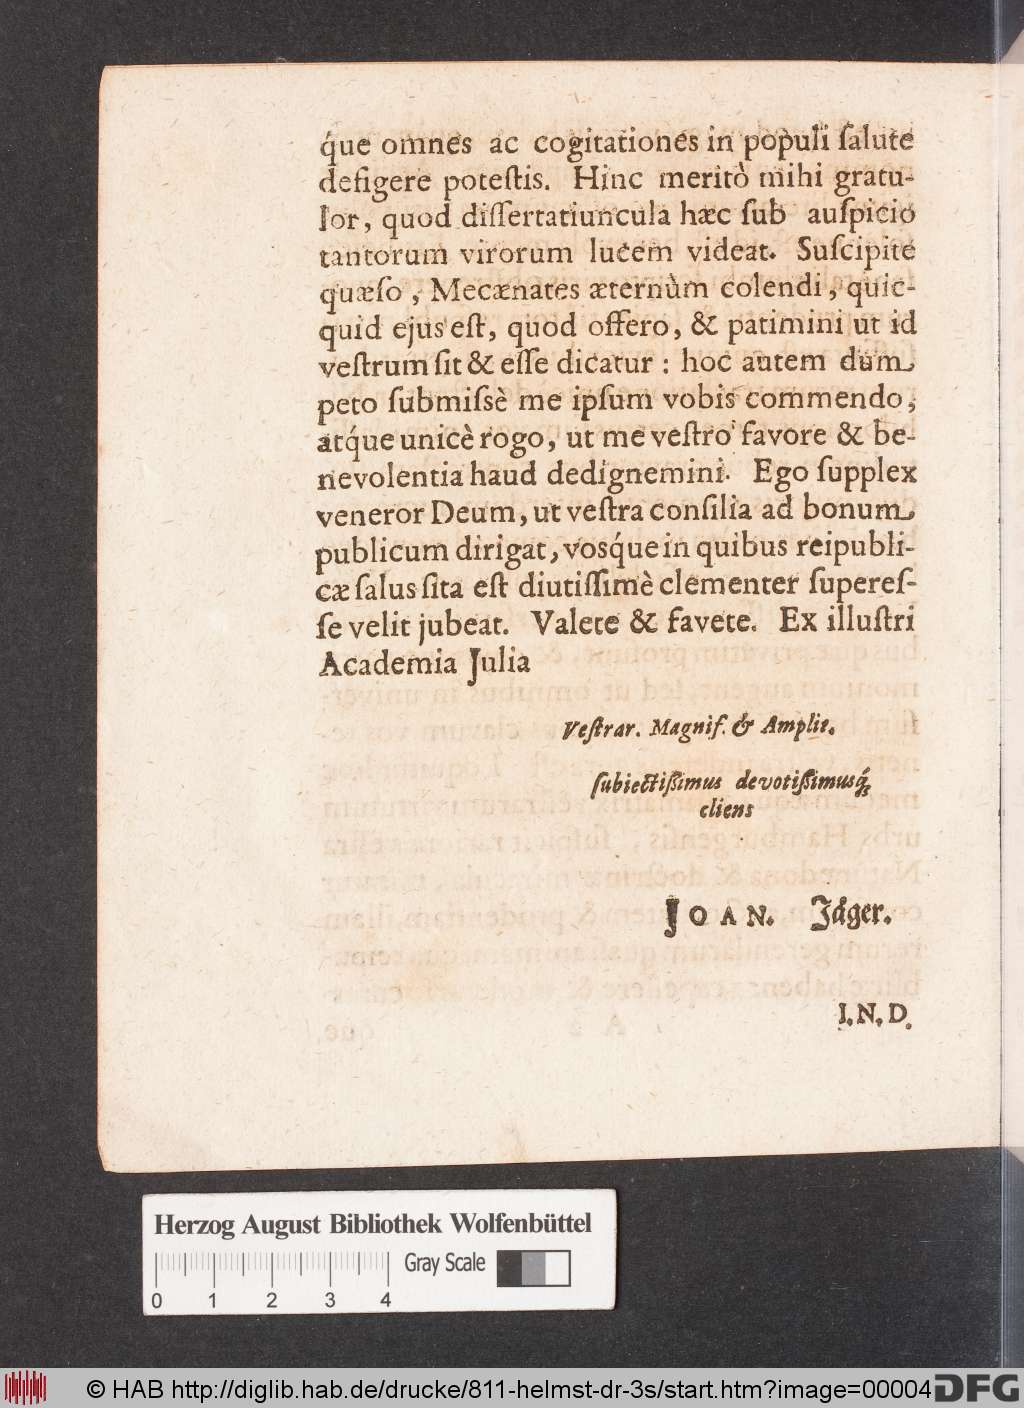 q́ue omnes ac cogitationes in populi ſalute
defigere poteſtis. Hinc meritò mihi gratu-
lor, quod diſſertatiuncula hæc ſub auſpicio
tantorum virorum lucem videat. Suſcipite
quæſo, Mecænates æternùm colendi, quic-
quid ejus eſt, quod offero, & patimini ut id
veſtrum ſit & eſſe dicatur: hoc autem dum
peto ſubmiſsè me ipſum vobis commendo,
atq́ue unicè rogo, ut me veſtro favore & be-
nevolentia haud dedignemini. Ego ſupplex
veneror Deum, ut veſtra conſilia ad bonum
publicum dirigat, vosq́ue in quibus reipubli-
cæ ſalus ſita eſt diutiſſimè clementer ſupereſ-
ſe velit jubeat. Valete & favete. Ex illuſtri
Academia Julia
Veſtrar. Magnif. & Amplit.
ſubiectiſſimus devotiſſimusq́;
cliens
JOAN. Jäger.
I. N. D.
Herzog August Bibliothek Wolfenbüttel
Gray Scale
0 1 2 3 4
© HAB http://diglib.hab.de/drucke/811-helmst-dr-3s/start.htm?image=00004
DFG